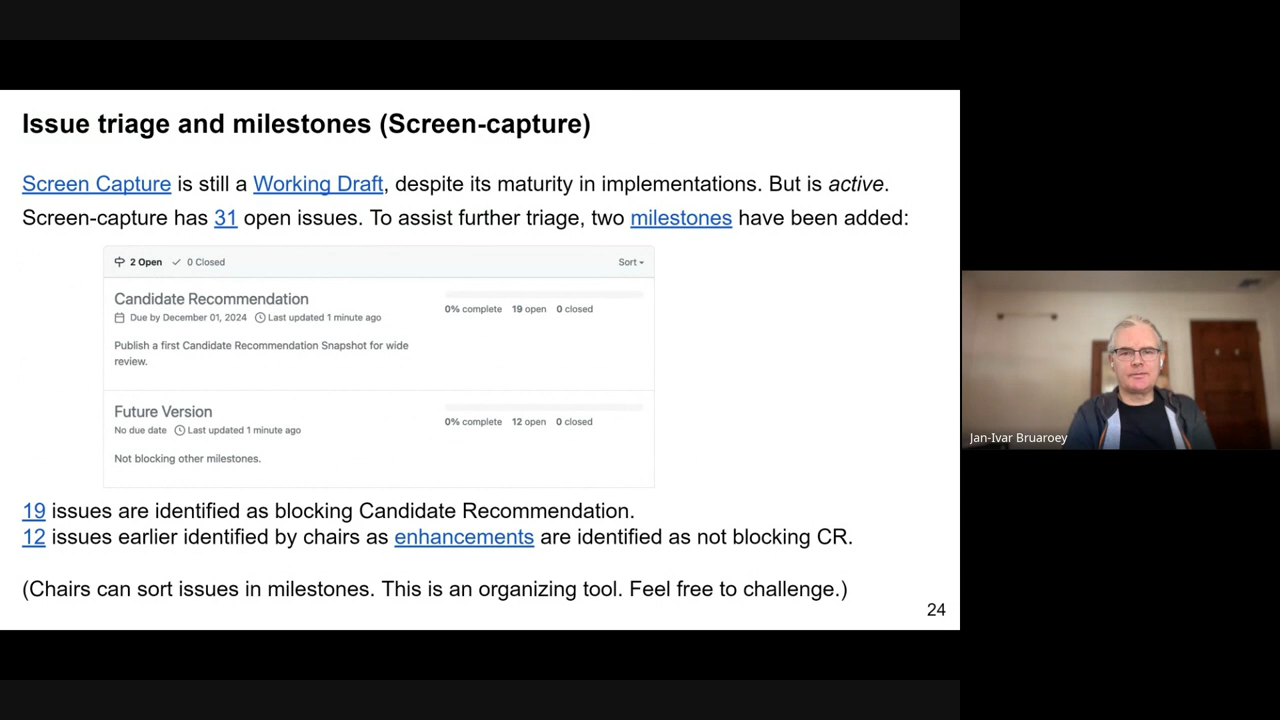 Issue triage and milestones (Screen-capture)
Screen Capture is still a Working Draft, despite its maturity in implementations. But is active.
Screen-capture has 31 open issues. To assist further triage, two milestones have been added:
2 Open 0 Closed Sort
Candidate Recommendation
Due by December 01, 2024 Last updated 1 minute ago
0% complete 19 open 0 closed
Publish a first Candidate Recommendation Snapshot for wide
review.
Future Version
No due date Last updated 1 minute ago
0% complete 12 open 0 closed
Not blocking other milestones.
19 issues are identified as blocking Candidate Recommendation.
12 issues earlier identified by chairs as enhancements are identified as not blocking CR.
(Chairs can sort issues in milestones. This is an organizing tool. Feel free to challenge.)
24
Jan-Ivar Bruaroey